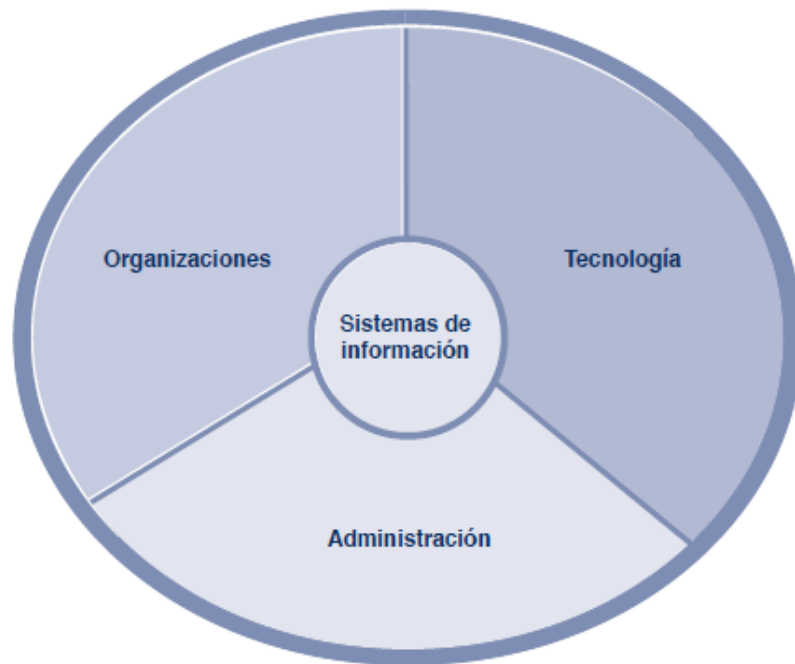 Organizaciones
Tecnología
Sistemas de
información
Administración